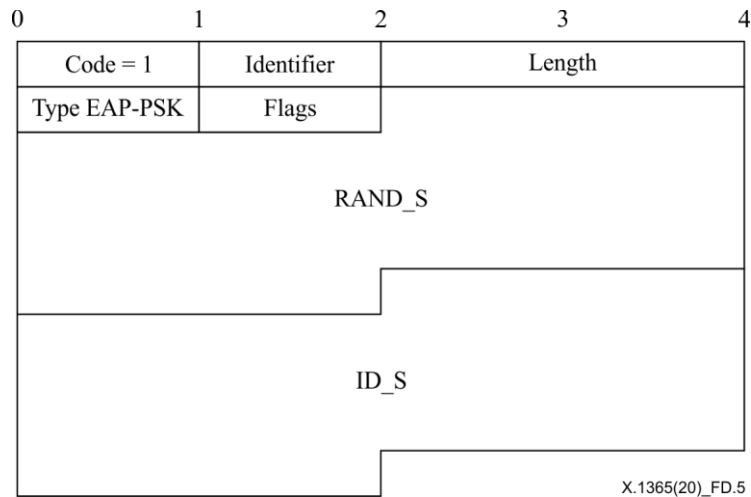 0 1 2 3 4
Code = 1 Identifier Length
Type EAP-PSK Flags
RAND_S
ID_S
X.1365(20)_FD.5